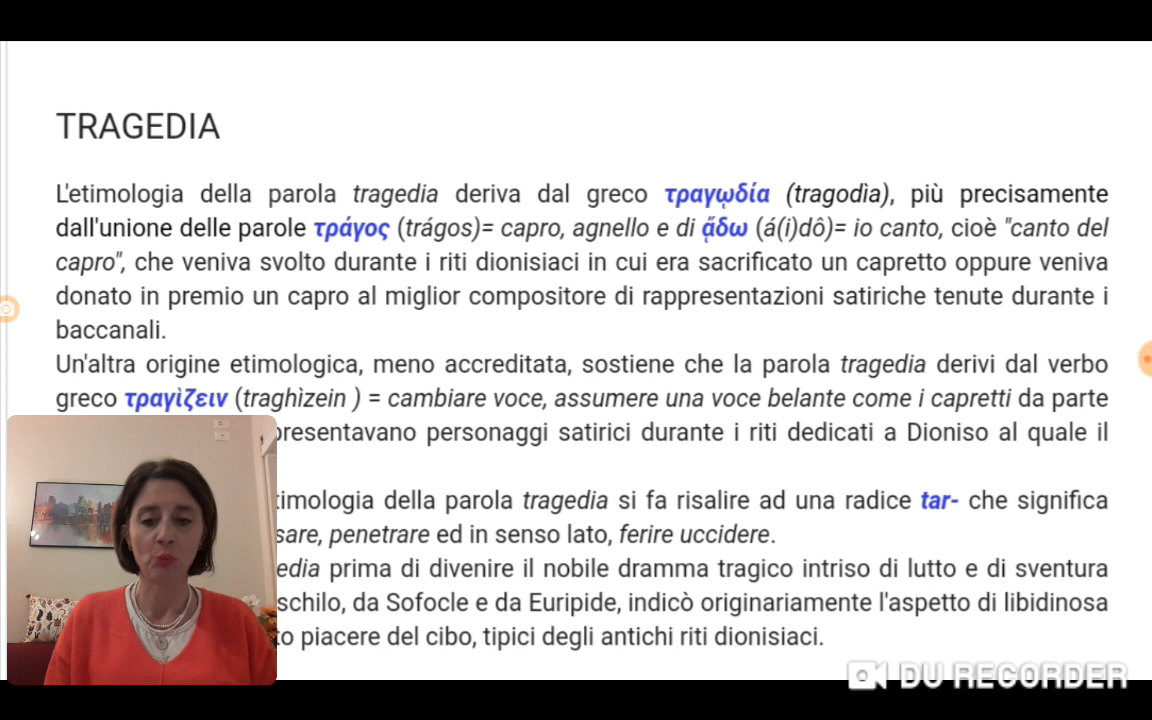 TRAGEDIA
L'etimologia della parola tragedia deriva dal greco τραγῳδία (tragodìa), più precisamente
dall'unione delle parole τράγος (trágos)= capro, agnello e di ᾄδω (á(i)dô)= io canto, cioè "canto del
capro", che veniva svolto durante i riti dionisiaci in cui era sacrificato un capretto oppure veniva
donato in premio un capro al miglior compositore di rappresentazioni satiriche tenute durante i
baccanali.
Un'altra origine etimologica, meno accreditata, sostiene che la parola tragedia derivi dal verbo
greco τραγὶζειν (traghìzein ) = cambiare voce, assumere una voce belante come i capretti da parte
presentavano personaggi satirici durante i riti dedicati a Dioniso al quale il
timologia della parola tragedia si fa risalire ad una radice tar- che significa
sare, penetrare ed in senso lato, ferire uccidere.
edia prima di divenire il nobile dramma tragico intriso di lutto e di sventura
schilo, da Sofocle e da Euripide, indicò originariamente l'aspetto di libidinosa
to piacere del cibo, tipici degli antichi riti dionisiaci.
DU RECORDER